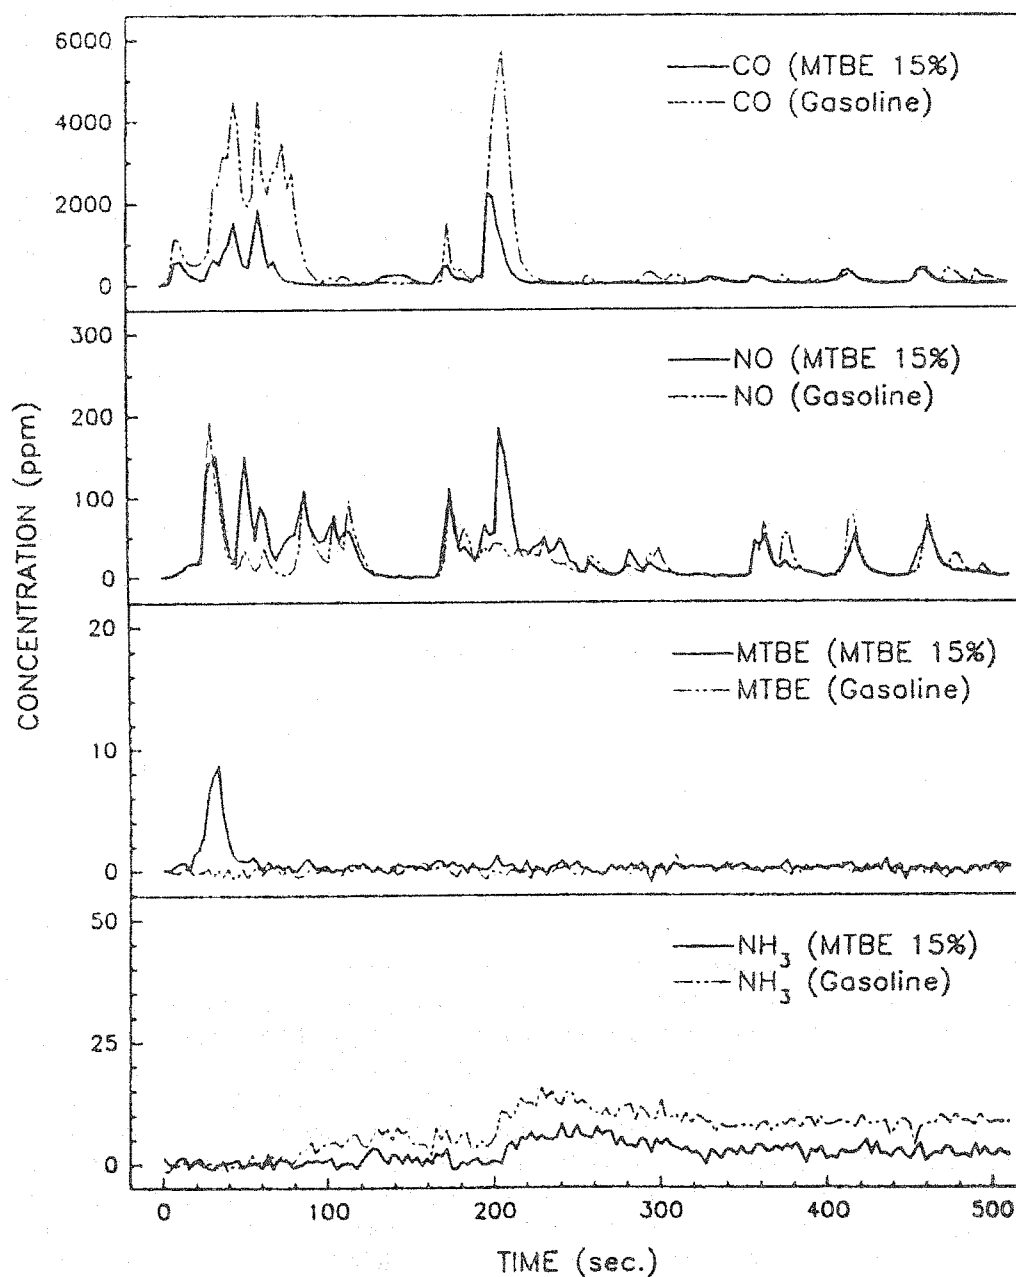 6000
4000
2000
0
CO (MTBE 15%)
CO (Gasoline)
300
200
100
0
NO (MTBE 15%)
NO (Gasoline)
CONCENTRATION (ppm)
20
10
0
MTBE (MTBE 15%)
MTBE (Gasoline)
50
25
0
NH₃ (MTBE 15%)
NH₃ (Gasoline)
0 100 200 300 400 500
TIME (sec.)